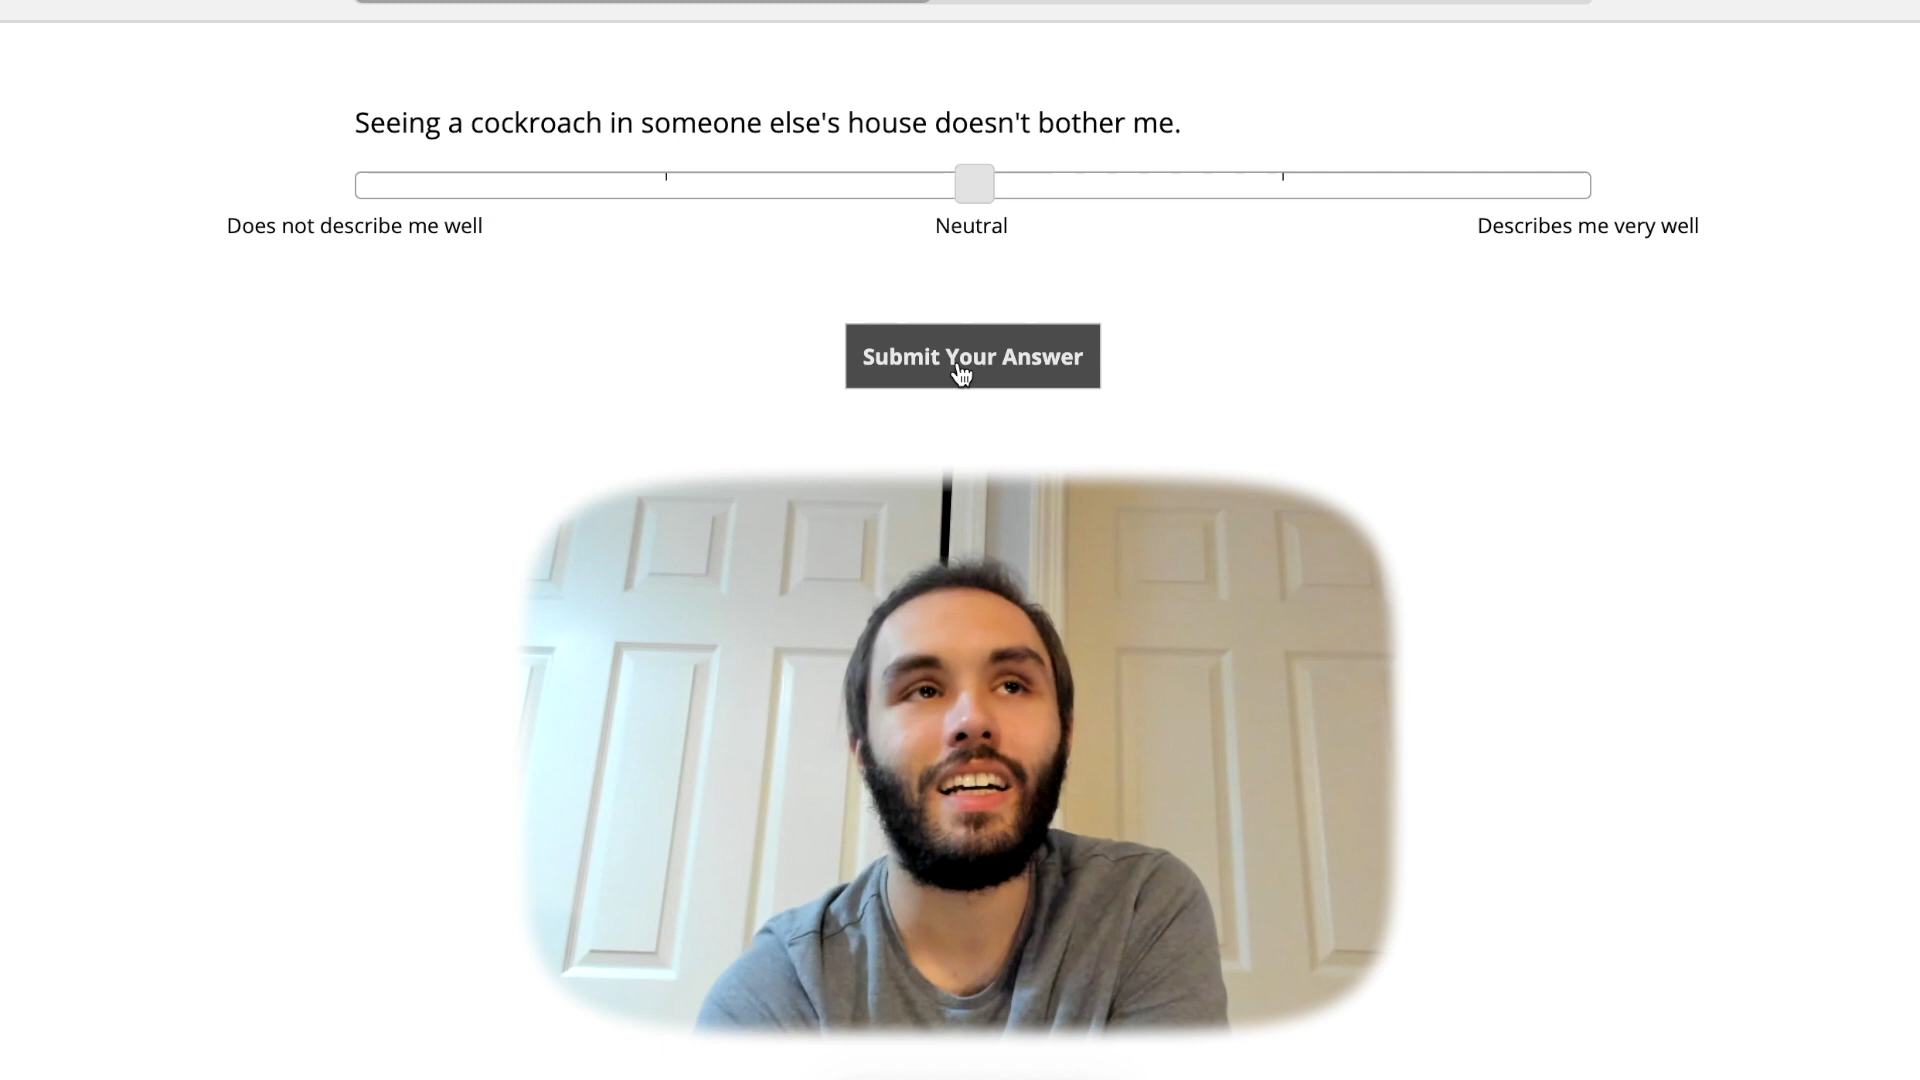 Seeing a cockroach in someone else's house doesn't bother me.
Does not describe me well Neutral Describes me very well
Submit Your Answer